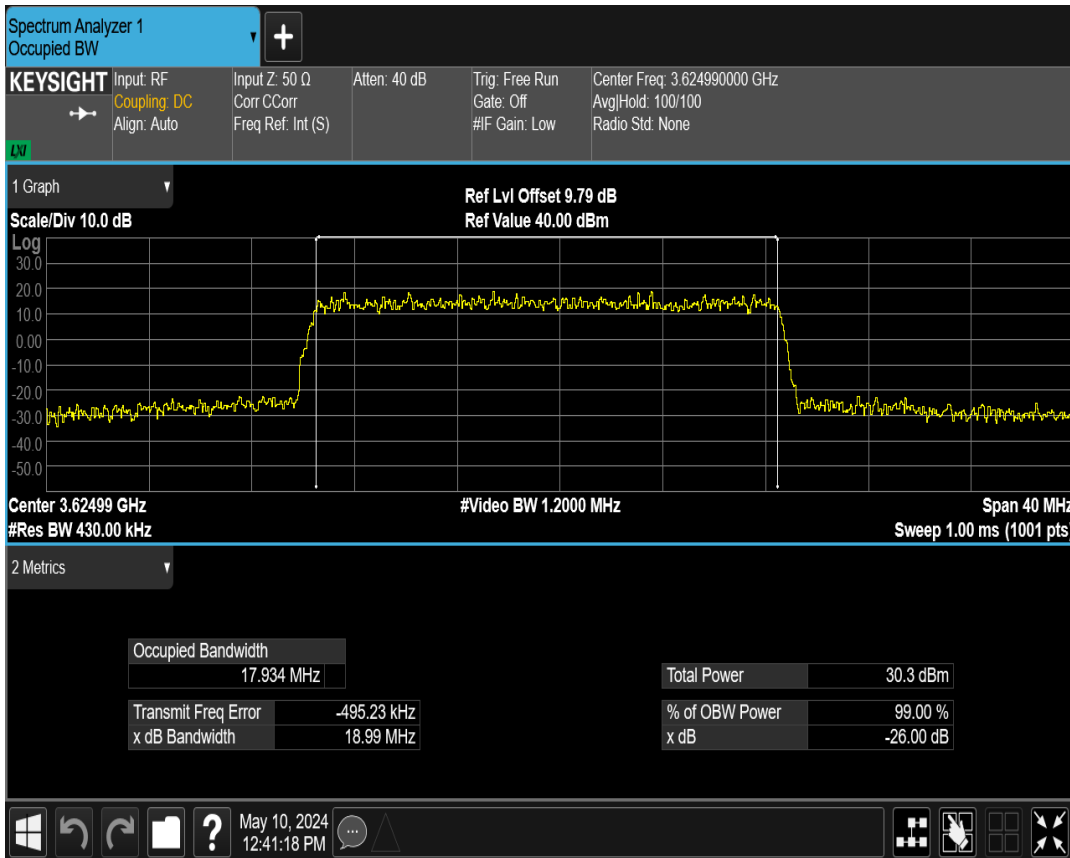 Spectrum Analyzer 1
Occupied BW
KEYSIGHT
LXI
Input: RF
Coupling: DC
Align: Auto
Input Z: 50 Ω
Corr CCorr
Freq Ref: Int (S)
Atten: 40 dB
Trig: Free Run
Gate: Off
#IF Gain: Low
Center Freq: 3.624990000 GHz
Avg|Hold: 100/100
Radio Std: None
1 Graph
Scale/Div 10.0 dB
Ref Lvl Offset 9.79 dB
Ref Value 40.00 dBm
Log
30.0
20.0
10.0
0.00
-10.0
-20.0
-30.0
-40.0
-50.0
Center 3.62499 GHz
#Video BW 1.2000 MHz
Span 40 MHz
#Res BW 430.00 kHz
Sweep 1.00 ms (1001 pts)
2 Metrics
Occupied Bandwidth
17.934 MHz
Transmit Freq Error -495.23 kHz
x dB Bandwidth 18.99 MHz
Total Power 30.3 dBm
% of OBW Power 99.00 %
x dB -26.00 dB
?
May 10, 2024
12:41:18 PM